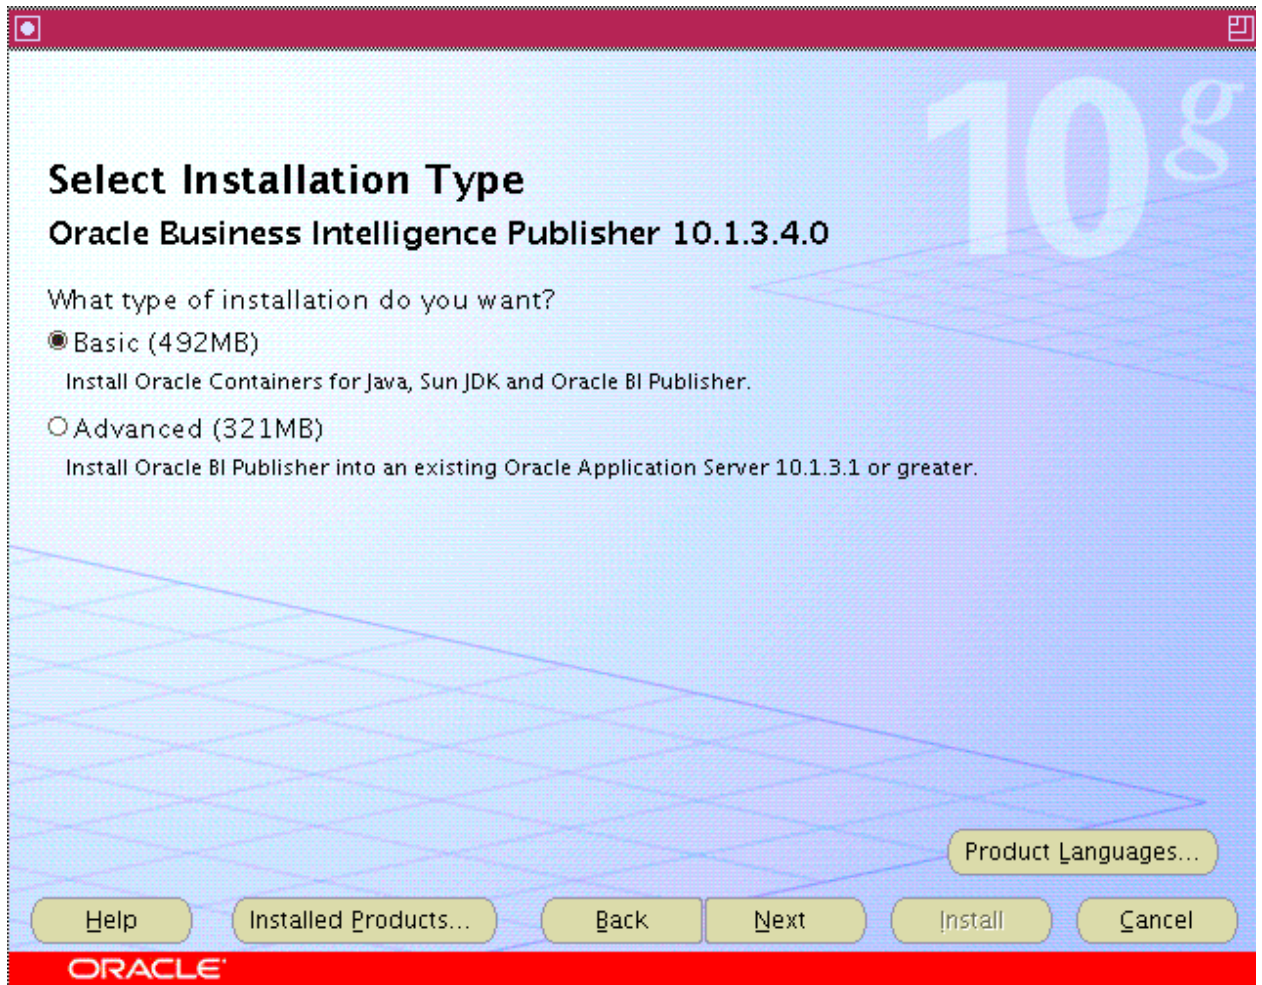 10g
Select Installation Type
Oracle Business Intelligence Publisher 10.1.3.4.0
What type of installation do you want?
Basic (492MB)
Install Oracle Containers for Java, Sun JDK and Oracle BI Publisher.
Advanced (321MB)
Install Oracle BI Publisher into an existing Oracle Application Server 10.1.3.1 or greater.
Product Languages...
Help Installed Products... Back Next Install Cancel
ORACLE